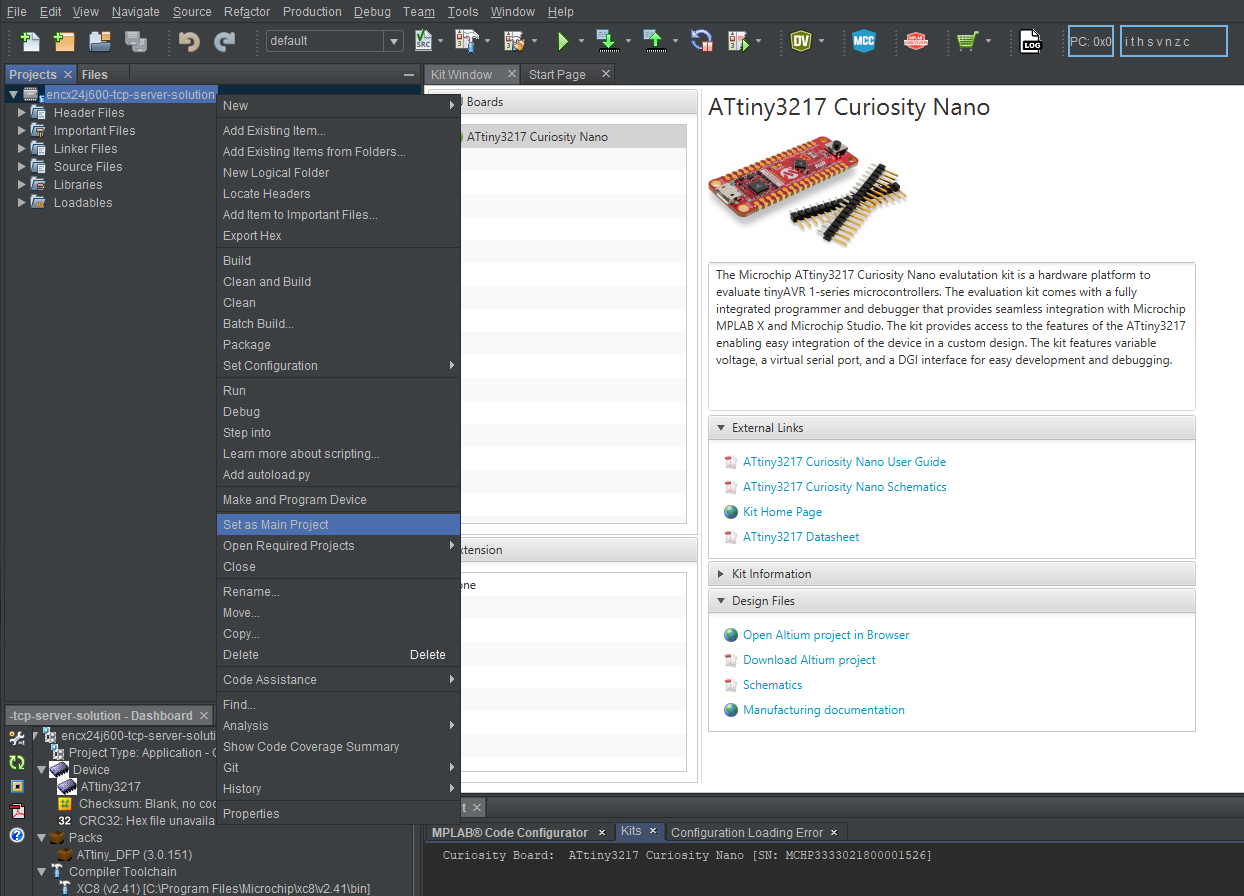 File Edit View Navigate Source Refactor Production Debug Team Tools Window Help
SRC default DV MCC LOG PC: 0x0 i t h s v n z c
Projects Files
Kit Window Start Page
encx24j600-tcp-server-solution
Header Files
Important Files
Linker Files
Source Files
Libraries
Loadables
New
Add Existing Item...
Add Existing Items from Folders...
New Logical Folder
Locate Headers
Add Item to Important Files...
Export Hex
Build
Clean and Build
Clean
Batch Build...
Package
Set Configuration
Run
Debug
Step into
Learn more about scripting...
Add autoload.py
Make and Program Device
Set as Main Project
Open Required Projects
Close
Rename...
Move...
Copy...
Delete Delete
Code Assistance
Find...
Analysis
Show Code Coverage Summary
Git
History
Properties
Boards
ATtiny3217 Curiosity Nano
xtension
one
ATtiny3217 Curiosity Nano
The Microchip ATtiny3217 Curiosity Nano evalutation kit is a hardware platform to
evaluate tinyAVR 1-series microcontrollers. The evaluation kit comes with a fully
integrated programmer and debugger that provides seamless integration with Microchip
MPLAB X and Microchip Studio. The kit provides access to the features of the ATtiny3217
enabling easy integration of the device in a custom design. The kit features variable
voltage, a virtual serial port, and a DGI interface for easy development and debugging.
External Links
ATtiny3217 Curiosity Nano User Guide
ATtiny3217 Curiosity Nano Schematics
Kit Home Page
ATtiny3217 Datasheet
Kit Information
Design Files
Open Altium project in Browser
Download Altium project
Schematics
Manufacturing documentation
-tcp-server-solution - Dashboard
encx24j600-tcp-server-soluti
Project Type: Application - C
Device
ATtiny3217
Checksum: Blank, no coc
32 CRC32: Hex file unavaila
Packs
ATtiny_DFP (3.0.151)
Compiler Toolchain
XC8 (v2.41) [C:\Program Files\Microchip\xc8\v2.41\bin]
t
MPLAB® Code Configurator Kits Configuration Loading Error
Curiosity Board: ATtiny3217 Curiosity Nano [SN: MCHP3333021800001526]